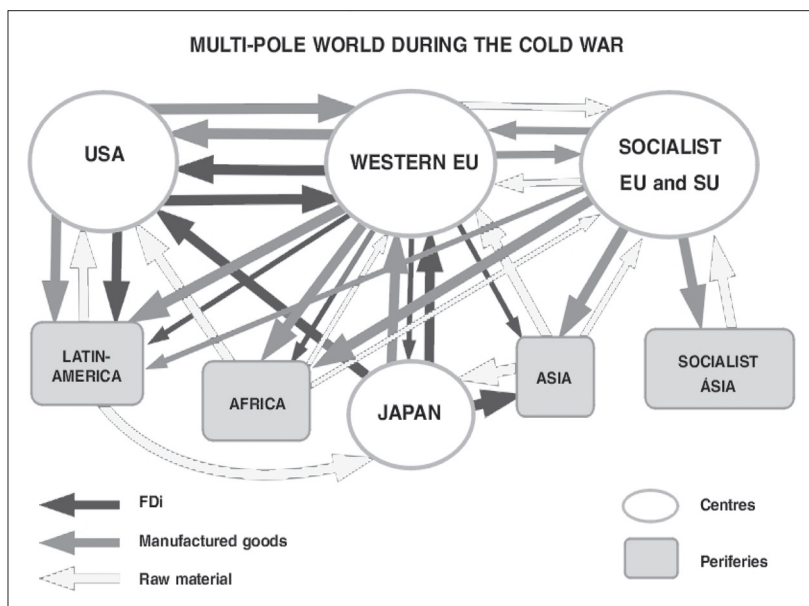 MULTI-POLE WORLD DURING THE COLD WAR
USA
WESTERN EU
SOCIALIST
EU and SU
LATIN-
AMERICA
AFRICA
JAPAN
ASIA
SOCIALIST
ÁSIA
FDi
Manufactured goods
Raw material
Centres
Periferies